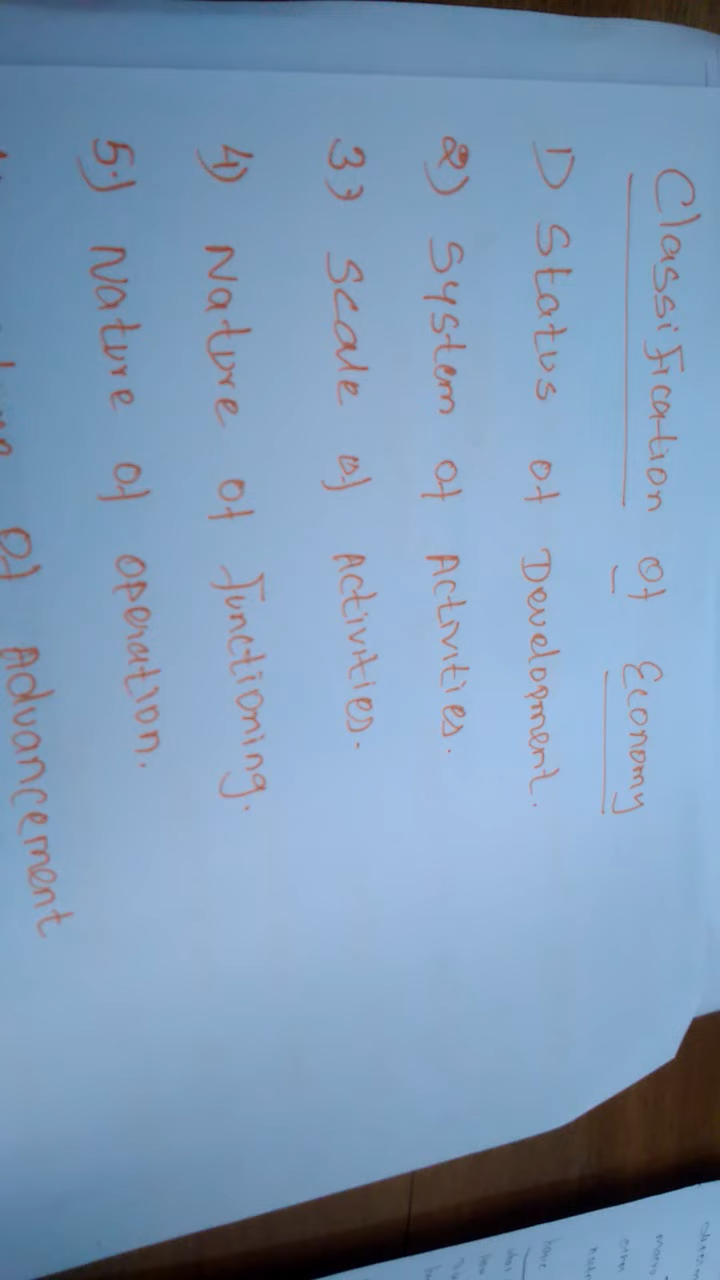 Classification of Economy
1) Status of Development.
2) System of Activities.
3) Scale of Activities.
4) Nature of functioning.
5.) Nature of operation.
of Advancement